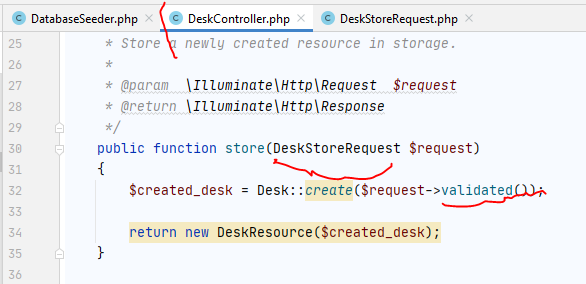 DatabaseSeeder.php DeskController.php DeskStoreRequest.php
25 * Store a newly created resource in storage.
26 *
27 * @param \Illuminate\Http\Request $request
28 * @return \Illuminate\Http\Response
29 */
30 public function store(DeskStoreRequest $request)
31 {
32 $created_desk = Desk::create($request->validated());
33
34 return new DeskResource($created_desk);
35 }
36